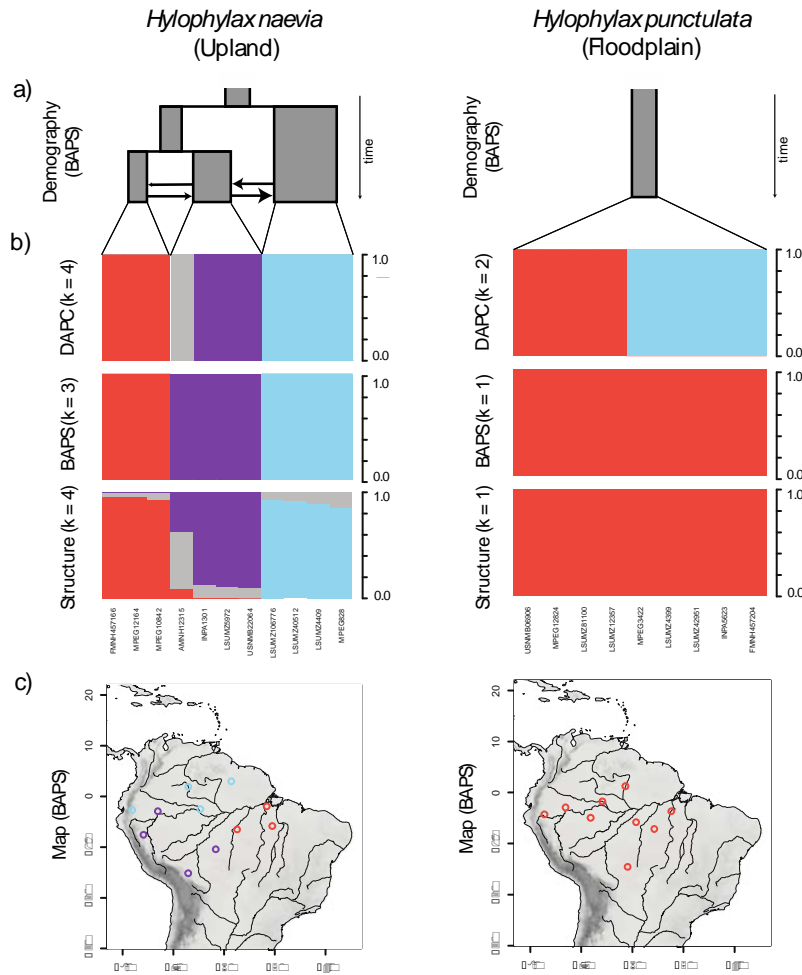 Hylophylax naevia
(Upland)
Hylophylax punctulata
(Floodplain)
a)
Demography
(BAPS)
time
Demography
(BAPS)
time
b)
DAPC (k = 4)
1.0
0.0
DAPC (k = 2)
1.0
0.0
BAPS (k = 3)
1.0
0.0
BAPS (k = 1)
1.0
0.0
Structure (k = 4)
1.0
0.0
Structure (k = 1)
1.0
0.0
FMNH457166
MPEG12164
MPEG10842
AMNH12315
INPA1301
LSUMZ5972
USNMB22064
LSUMZ106776
LSUMZ40512
LSUMZ4409
MPEG828
USNMB06906
MPEG12824
LSUMZ81100
LSUMZ12357
MPEG3422
LSUMZ4399
LSUMZ42951
INPA5623
FMNH457204
c)
Map (BAPS)
20
10
0
Map (BAPS)
20
10
0